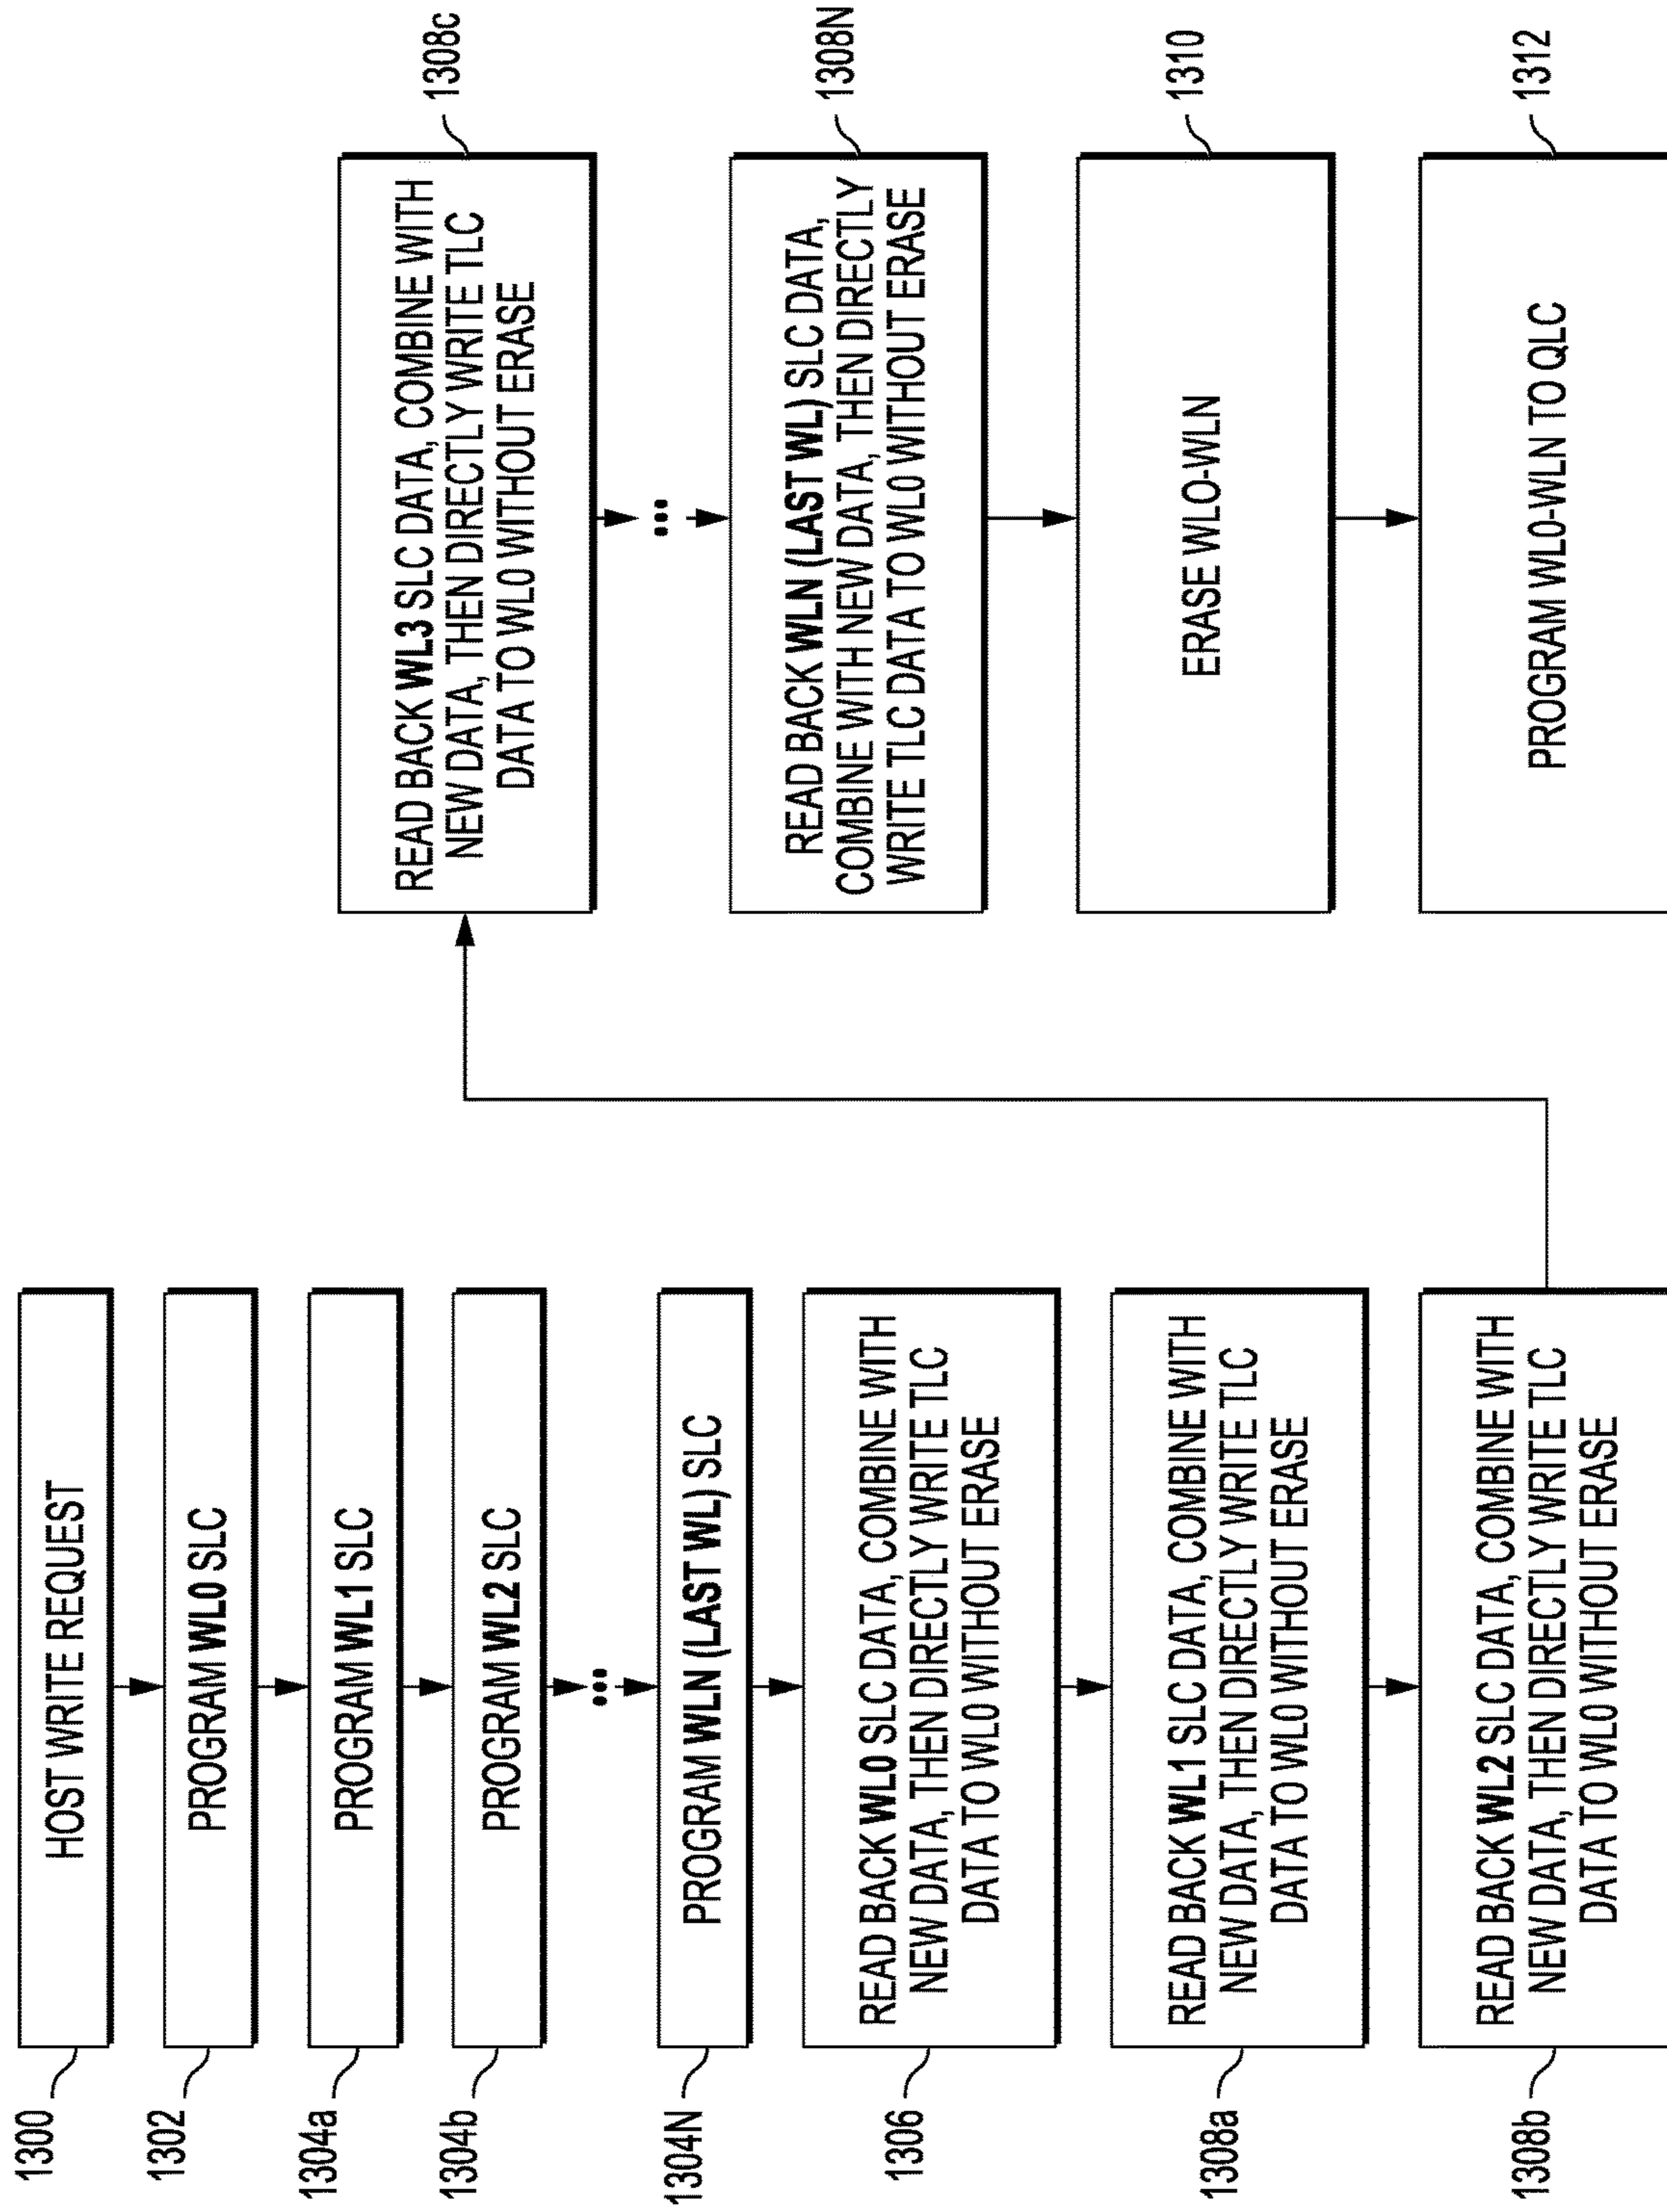 1300
HOST WRITE REQUEST
1302
PROGRAM WL0 SLC
1304a
PROGRAM WL1 SLC
1304b
PROGRAM WL2 SLC
...
1304N
PROGRAM WLN (LAST WL) SLC
1306
READ BACK WL0 SLC DATA, COMBINE WITH
NEW DATA, THEN DIRECTLY WRITE TLC
DATA TO WL0 WITHOUT ERASE
1308a
READ BACK WL1 SLC DATA, COMBINE WITH
NEW DATA, THEN DIRECTLY WRITE TLC
DATA TO WL0 WITHOUT ERASE
1308b
READ BACK WL2 SLC DATA, COMBINE WITH
NEW DATA, THEN DIRECTLY WRITE TLC
DATA TO WL0 WITHOUT ERASE
1308c
READ BACK WL3 SLC DATA, COMBINE WITH
NEW DATA, THEN DIRECTLY WRITE TLC
DATA TO WL0 WITHOUT ERASE
...
1308N
READ BACK WLN (LAST WL) SLC DATA,
COMBINE WITH NEW DATA, THEN DIRECTLY
WRITE TLC DATA TO WL0 WITHOUT ERASE
1310
ERASE WLO-WLN
1312
PROGRAM WL0-WLN TO QLC